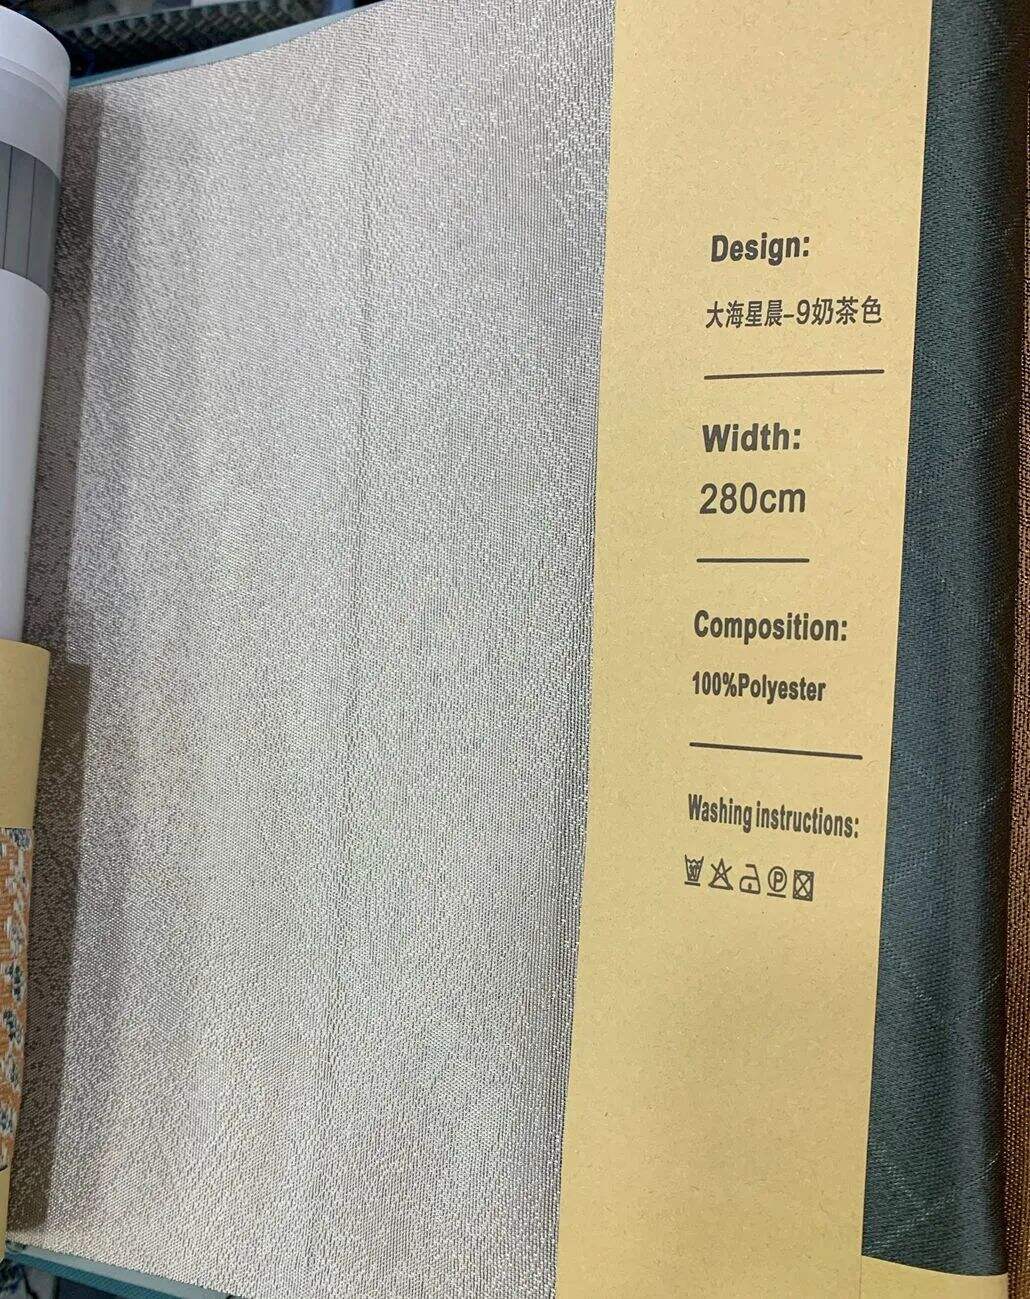 Design:
大海星晨-9奶茶色
Width:
280cm
Composition:
100%Polyester
Washing instructions:
P